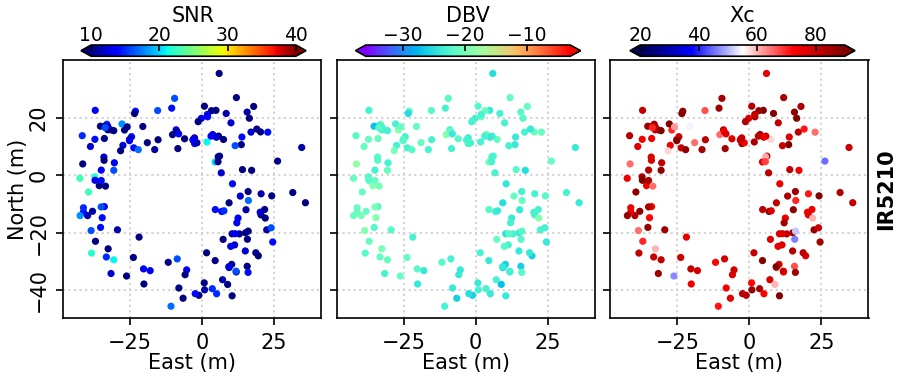 SNR DBV Xc
10 20 30 40 −30 −20 −10 20 40 60 80
North (m)
20
0
−20
−40
IR5210
−25 0 25 −25 0 25 −25 0 25
East (m) East (m) East (m)